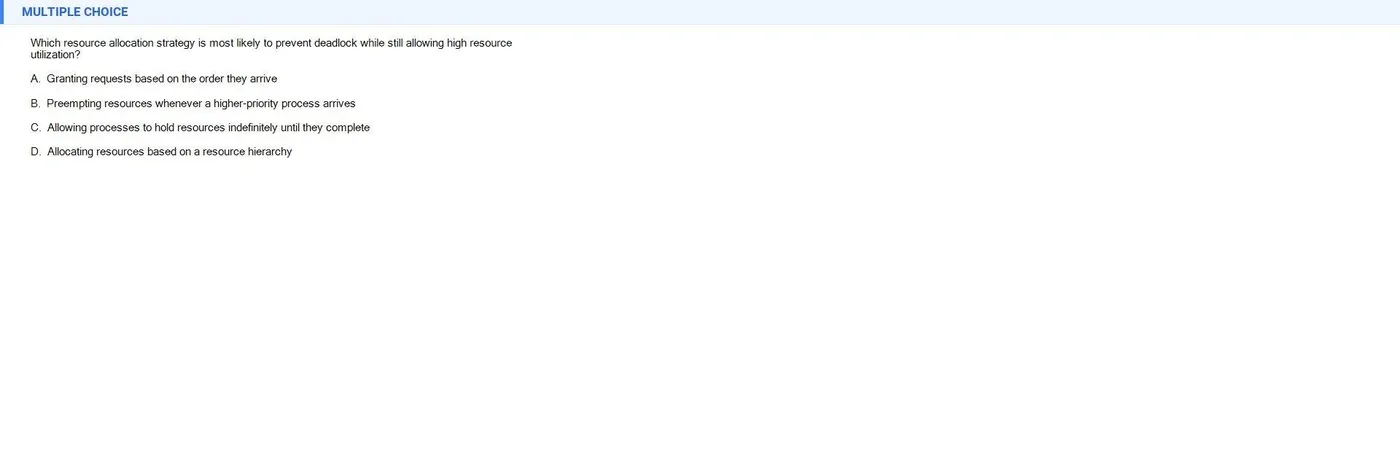 MULTIPLE CHOICE
Which resource allocation strategy is most likely to prevent deadlock while still allowing high resource
utilization?
A. Granting requests based on the order they arrive
B. Preempting resources whenever a higher-priority process arrives
C. Allowing processes to hold resources indefinitely until they complete
D. Allocating resources based on a resource hierarchy